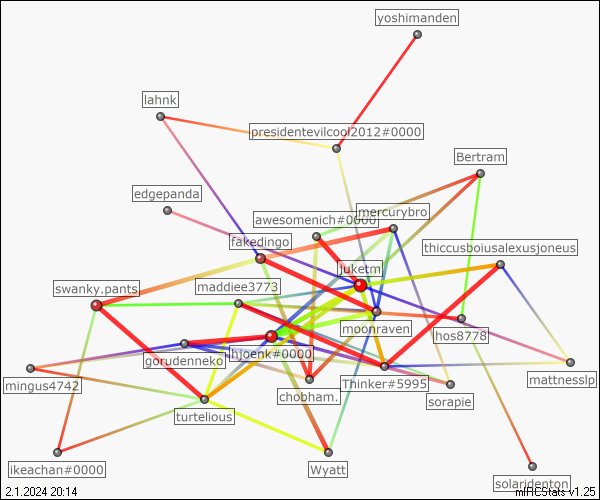 yoshimanden
lahnk
presidentevilcool2012#0000
Bertram
edgepanda
mercurybro
awesomenich#0000
fakedingo
thiccusboiusalexusjoneus
juketm
swanky.pants
maddiee3773
moonraven
hos8778
gorudenneko
hjoenk#0000
mingus4742
Thinker#5995
mattnesslp
chobham.
sorapie
turtelious
ikeachan#0000
Wyatt
solaridepton
2.1.2024 20:14
mIRCStats v1.25